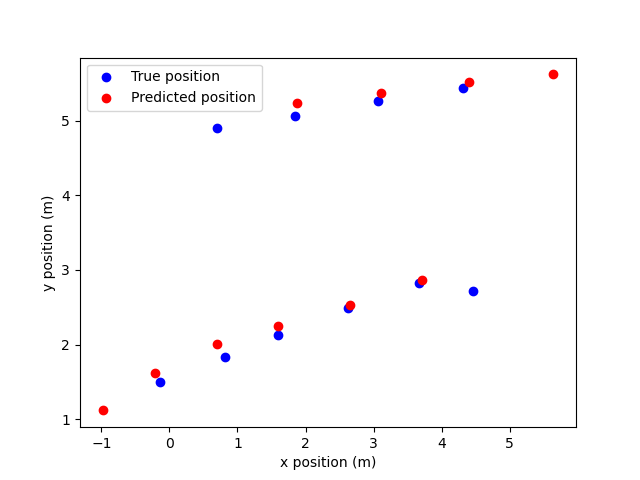 True position
Predicted position
5
4
3
2
1
y position (m)
−1 0 1 2 3 4 5
x position (m)